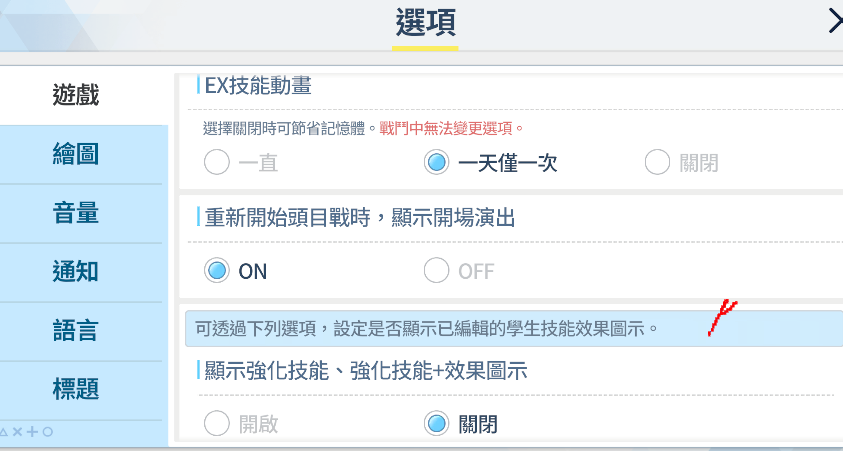 選項
遊戲
繪圖
音量
通知
語言
標題
EX技能動畫
選擇關閉時可節省記憶體。戰鬥中無法變更選項。
一直
一天僅一次
關閉
重新開始頭目戰時，顯示開場演出
ON
OFF
可透過下列選項，設定是否顯示已編輯的學生技能效果圖示。
顯示強化技能、強化技能+效果圖示
開啟
關閉